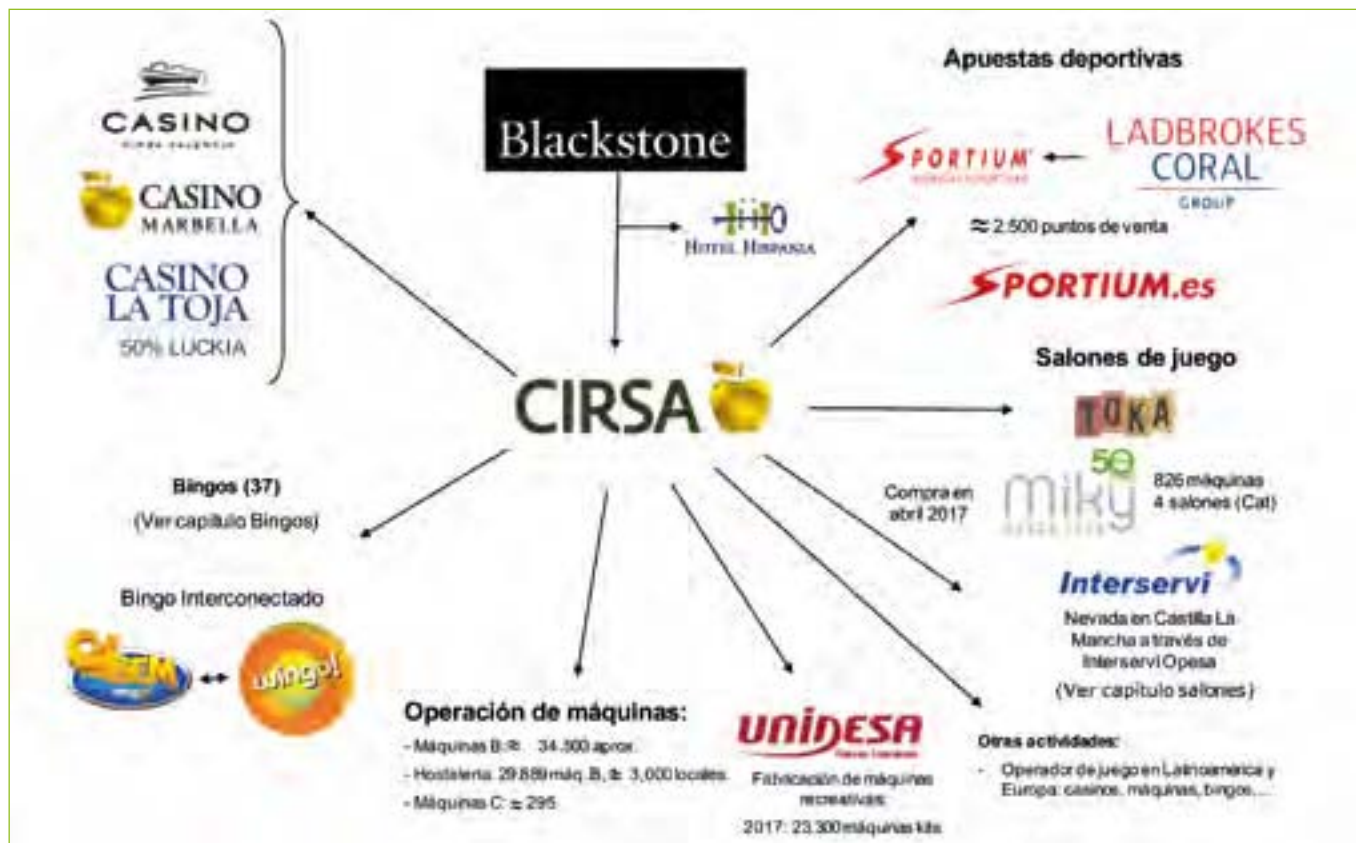 CASINO
CIRSA VALENCIA
CASINO
MARBELLA
CASINO
LA TOJA
50% LUCKIA
Blackstone
HOTEL HISPANIA
Apuestas deportivas
SPORTIUM
LADBROKES
CORAL
GROUP
≈ 2.500 puntos de venta
SPORTIUM.es
CIRSA
Salones de juego
TOKA
Compra en
abril 2017
50
miky
826 máquinas
4 salones (Cat)
Interservi
Nevada en Castilla La
Mancha a través de
Interservi Opesa
(Ver capítulo salones)
Bingos (37)
(Ver capítulo Bingos)
Bingo Interconectado
wingo!
Operación de máquinas:
- Máquinas B: ≈ 34.500 aprox.
- Hostelería: 29.889 máq. B, ≈ 3,000 locales.
- Máquinas C: ≈ 295
UNIDESA
Fabricación de máquinas
recreativas:
2017: 23.300 máquinas kits
Otras actividades:
- Operador de juego en Latinoamérica y
Europa: casinos, máquinas, bingos,...